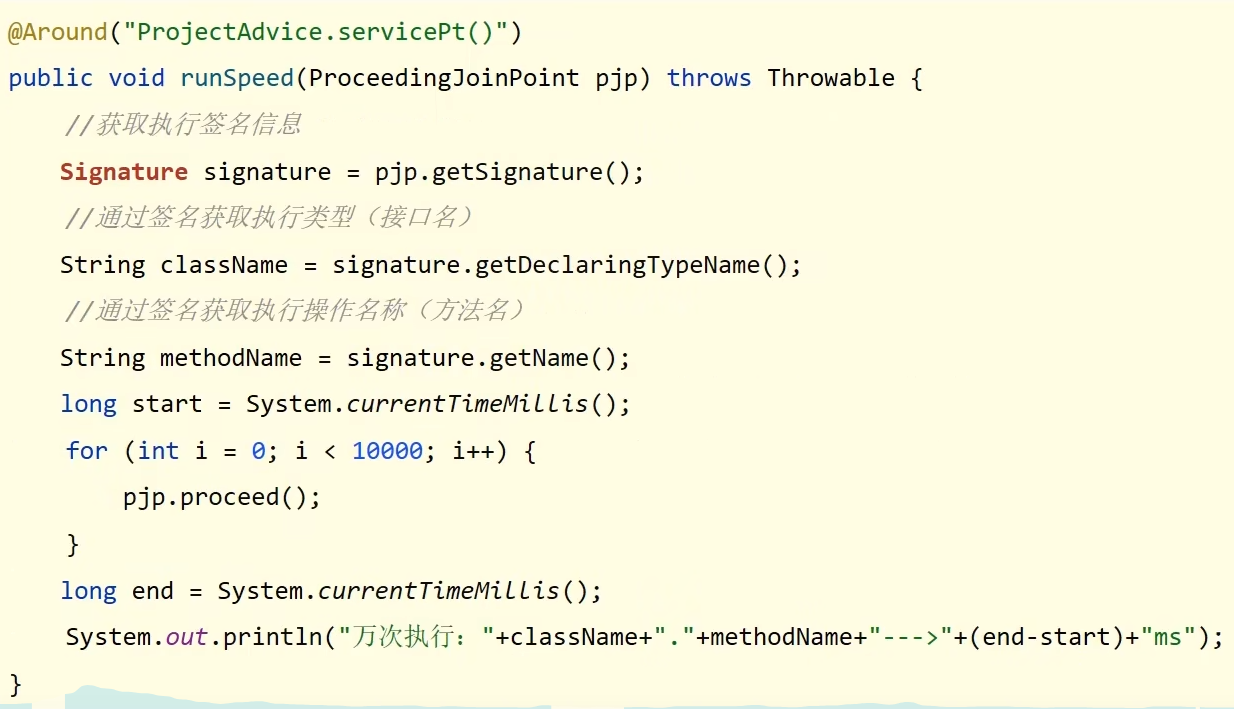 @Around("ProjectAdvice.servicePt()")
public void runSpeed(ProceedingJoinPoint pjp) throws Throwable {
//获取执行签名信息
Signature signature = pjp.getSignature();
//通过签名获取执行类型（接口名）
String className = signature.getDeclaringTypeName();
//通过签名获取执行操作名称（方法名）
String methodName = signature.getName();
long start = System.currentTimeMillis();
for (int i = 0; i < 10000; i++) {
pjp.proceed();
}
long end = System.currentTimeMillis();
System.out.println("万次执行："+className+"."+methodName+"--->"+(end-start)+"ms");
}